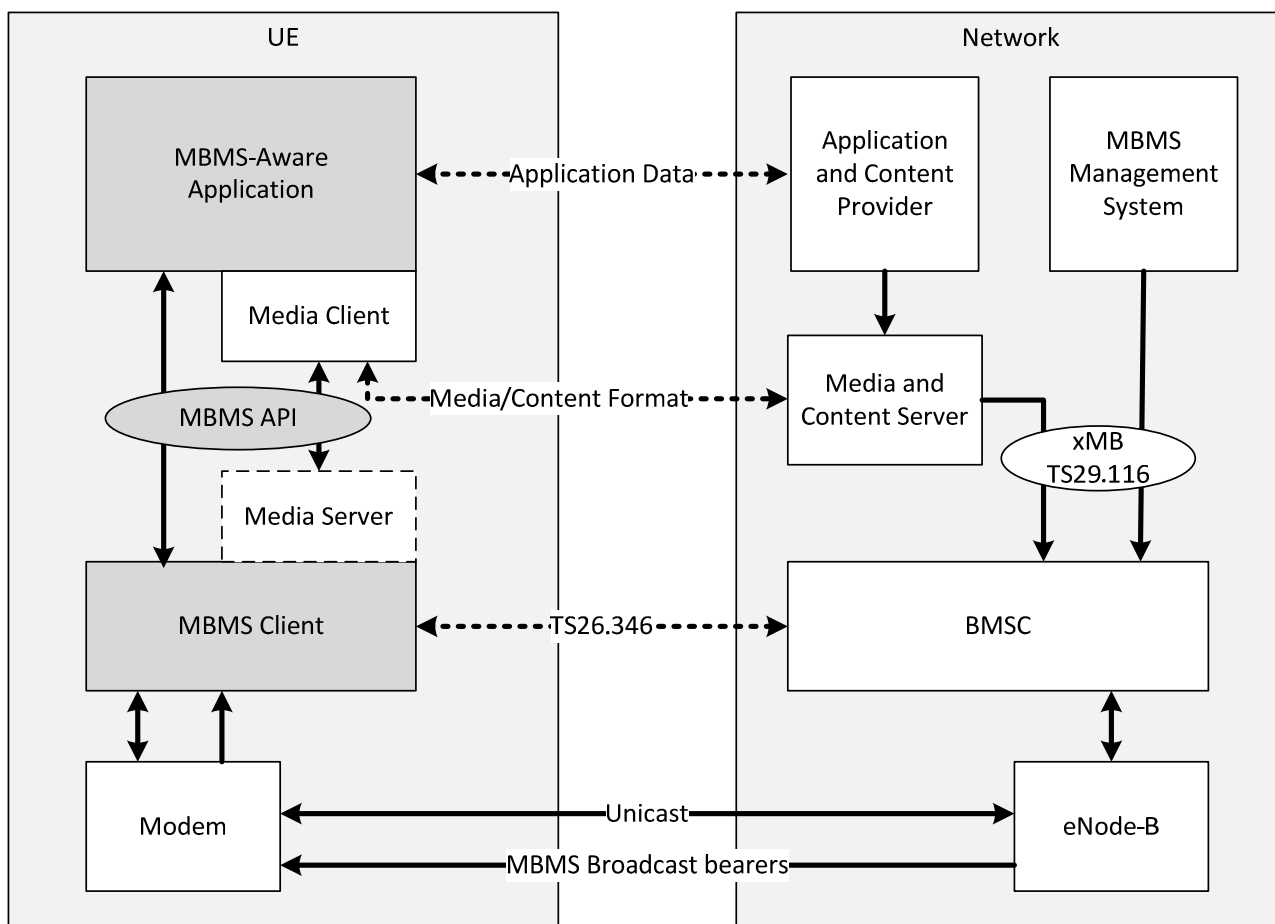 UE
Network
MBMS-Aware
Application
Application Data
Application
and Content
Provider
MBMS
Management
System
Media Client
Media/Content Format
Media and
Content Server
MBMS API
xMB
TS29.116
Media Server
MBMS Client
TS26.346
BMSC
Modem
Unicast
eNode-B
MBMS Broadcast bearers